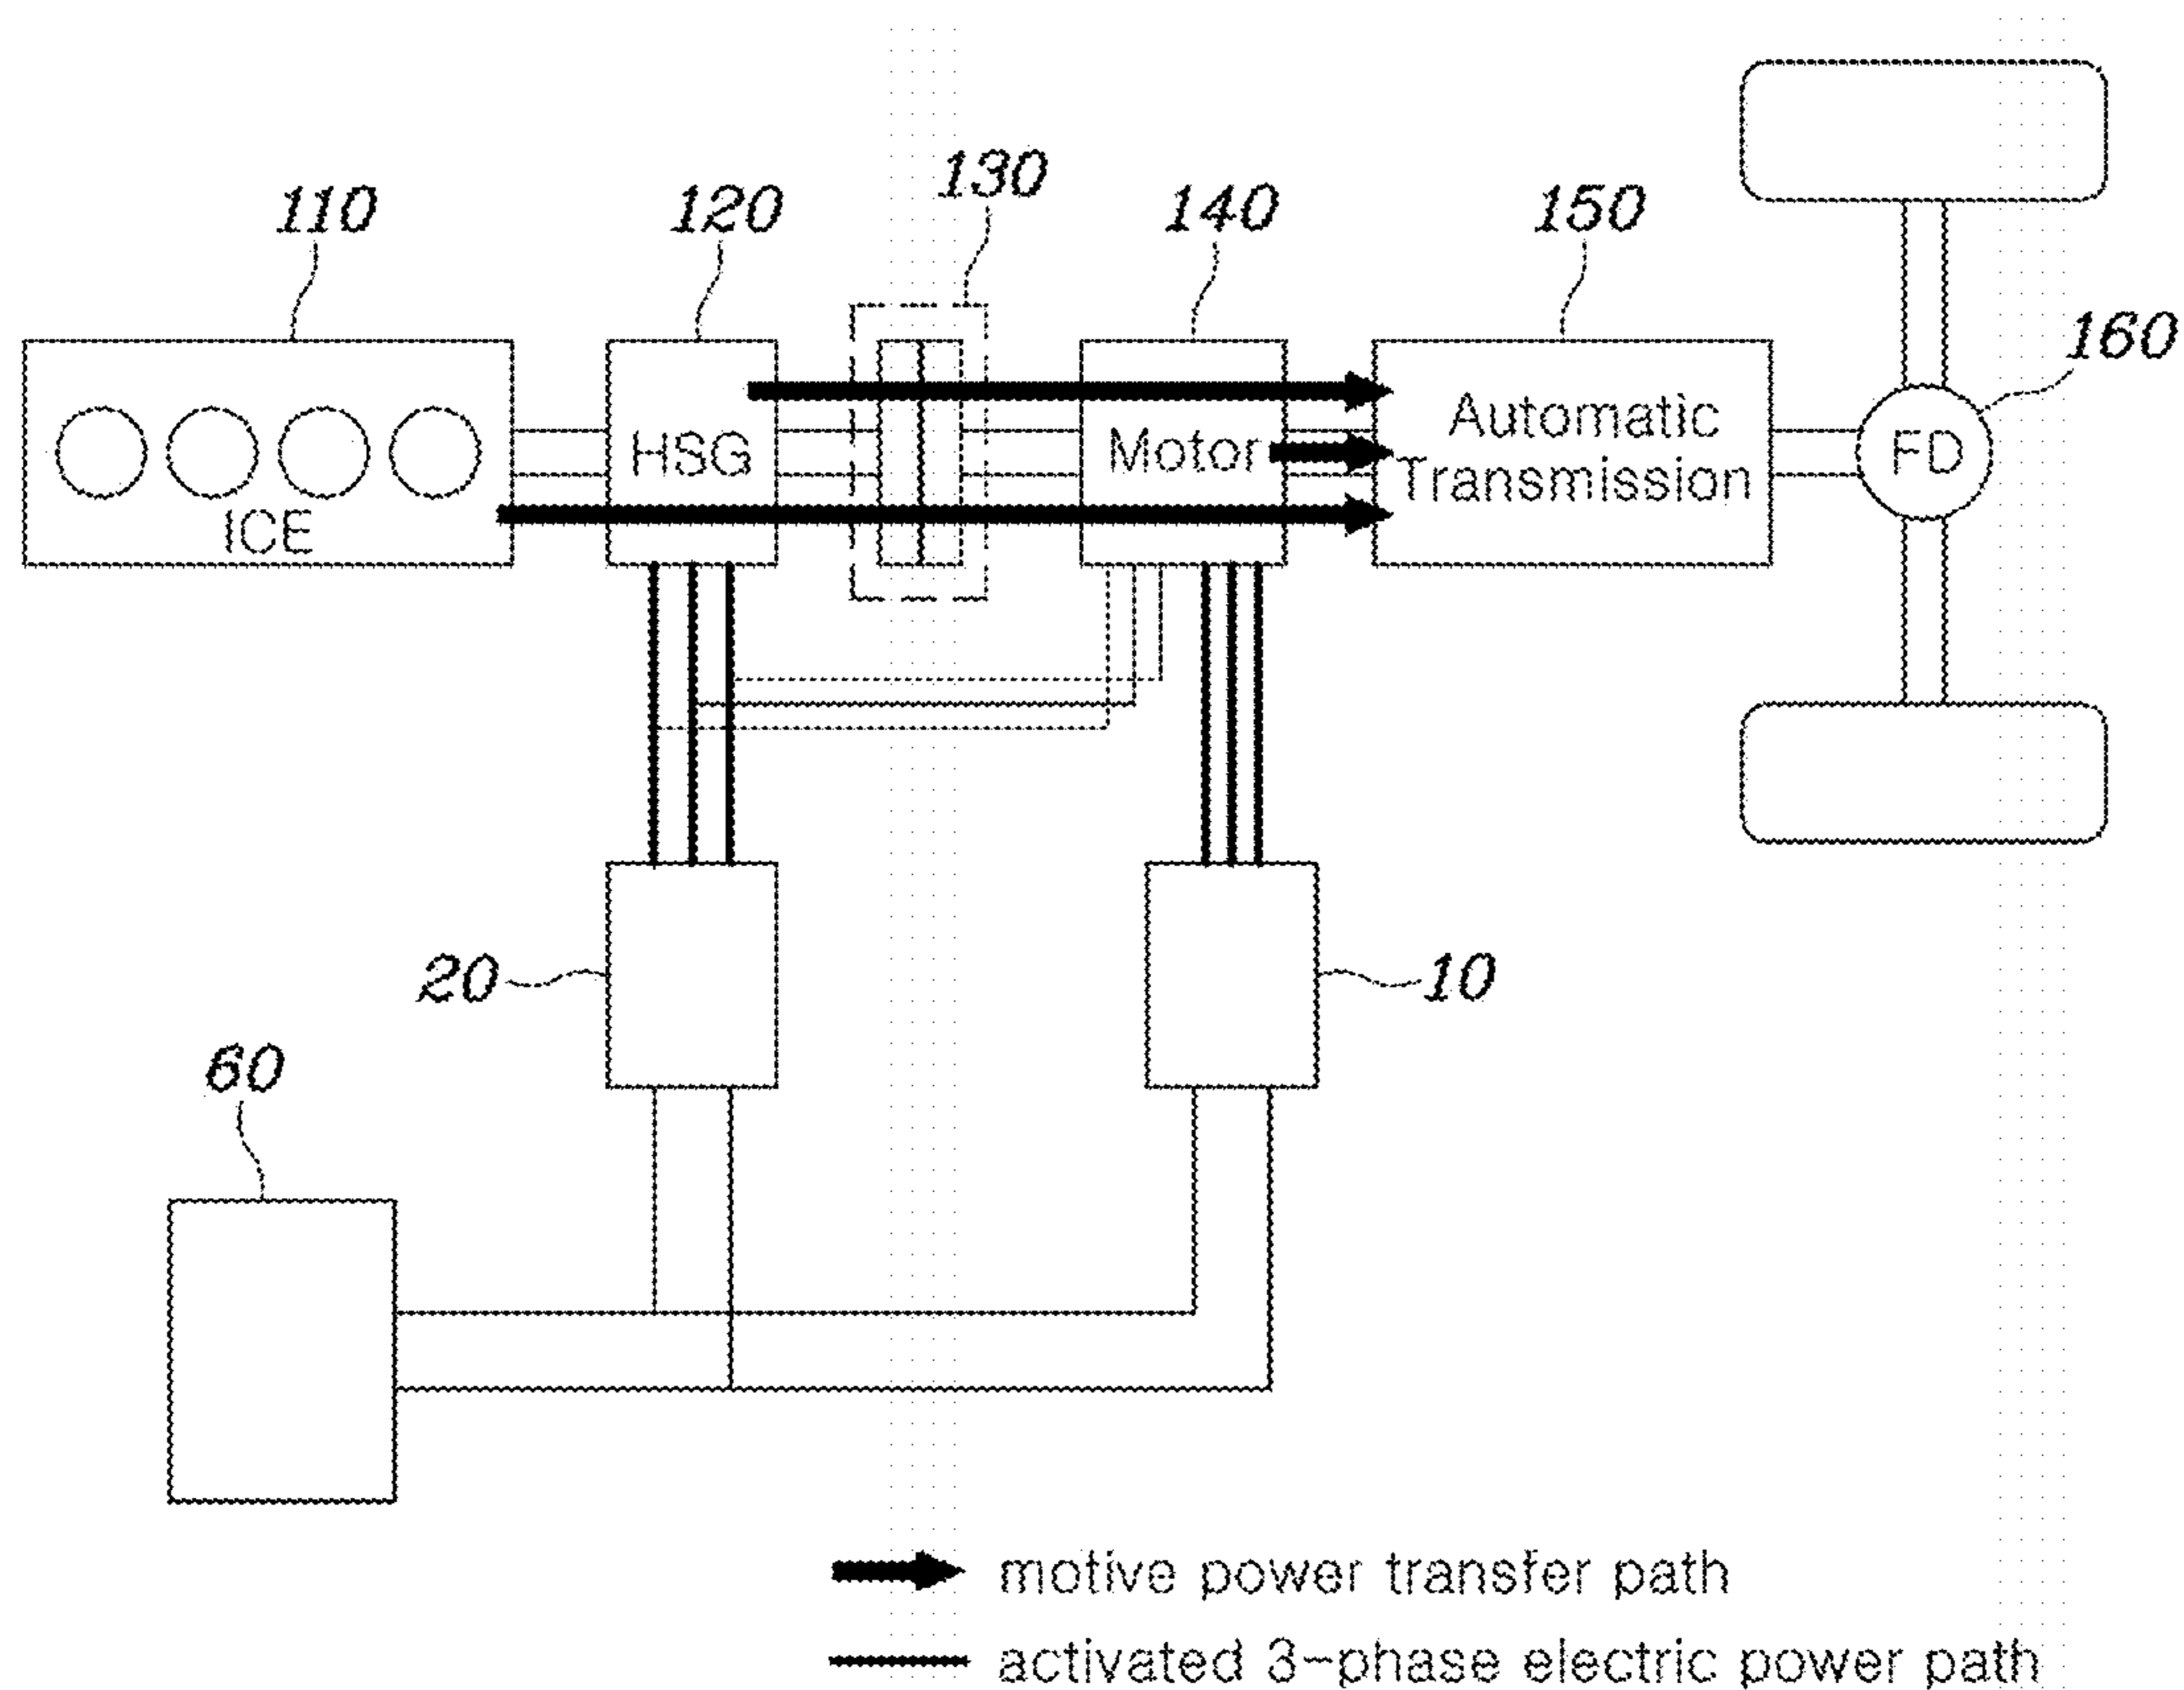 110
120
130
140
150
160
ICE
HSG
Motor
Automatic
Transmission
FD
20
10
60
motive power transfer path
activated 3-phase electric power path